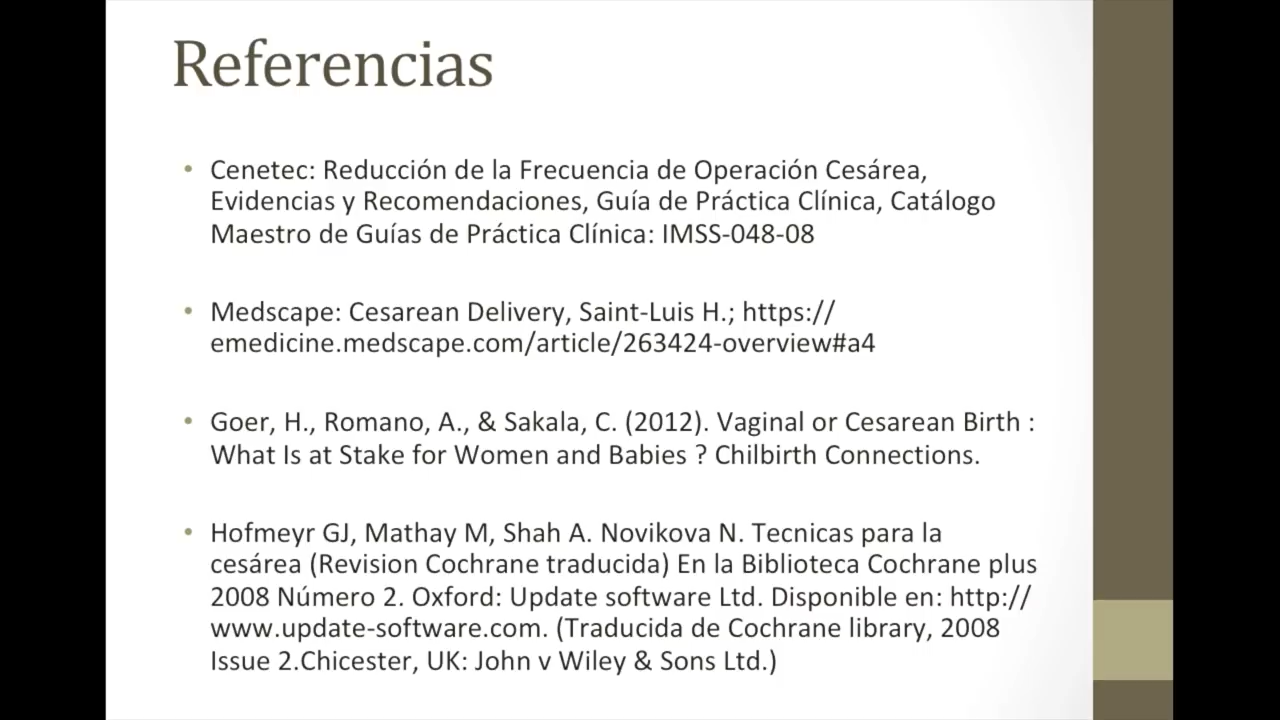 Referencias
• Cenetec: Reducción de la Frecuencia de Operación Cesárea,
Evidencias y Recomendaciones, Guía de Práctica Clínica, Catálogo
Maestro de Guías de Práctica Clínica: IMSS-048-08
• Medscape: Cesarean Delivery, Saint-Luis H.; https://
emedicine.medscape.com/article/263424-overview#a4
• Goer, H., Romano, A., & Sakala, C. (2012). Vaginal or Cesarean Birth :
What Is at Stake for Women and Babies ? Chilbirth Connections.
• Hofmeyr GJ, Mathay M, Shah A. Novikova N. Tecnicas para la
cesárea (Revision Cochrane traducida) En la Biblioteca Cochrane plus
2008 Número 2. Oxford: Update software Ltd. Disponible en: http://
www.update-software.com. (Traducida de Cochrane library, 2008
Issue 2.Chicester, UK: John v Wiley & Sons Ltd.)